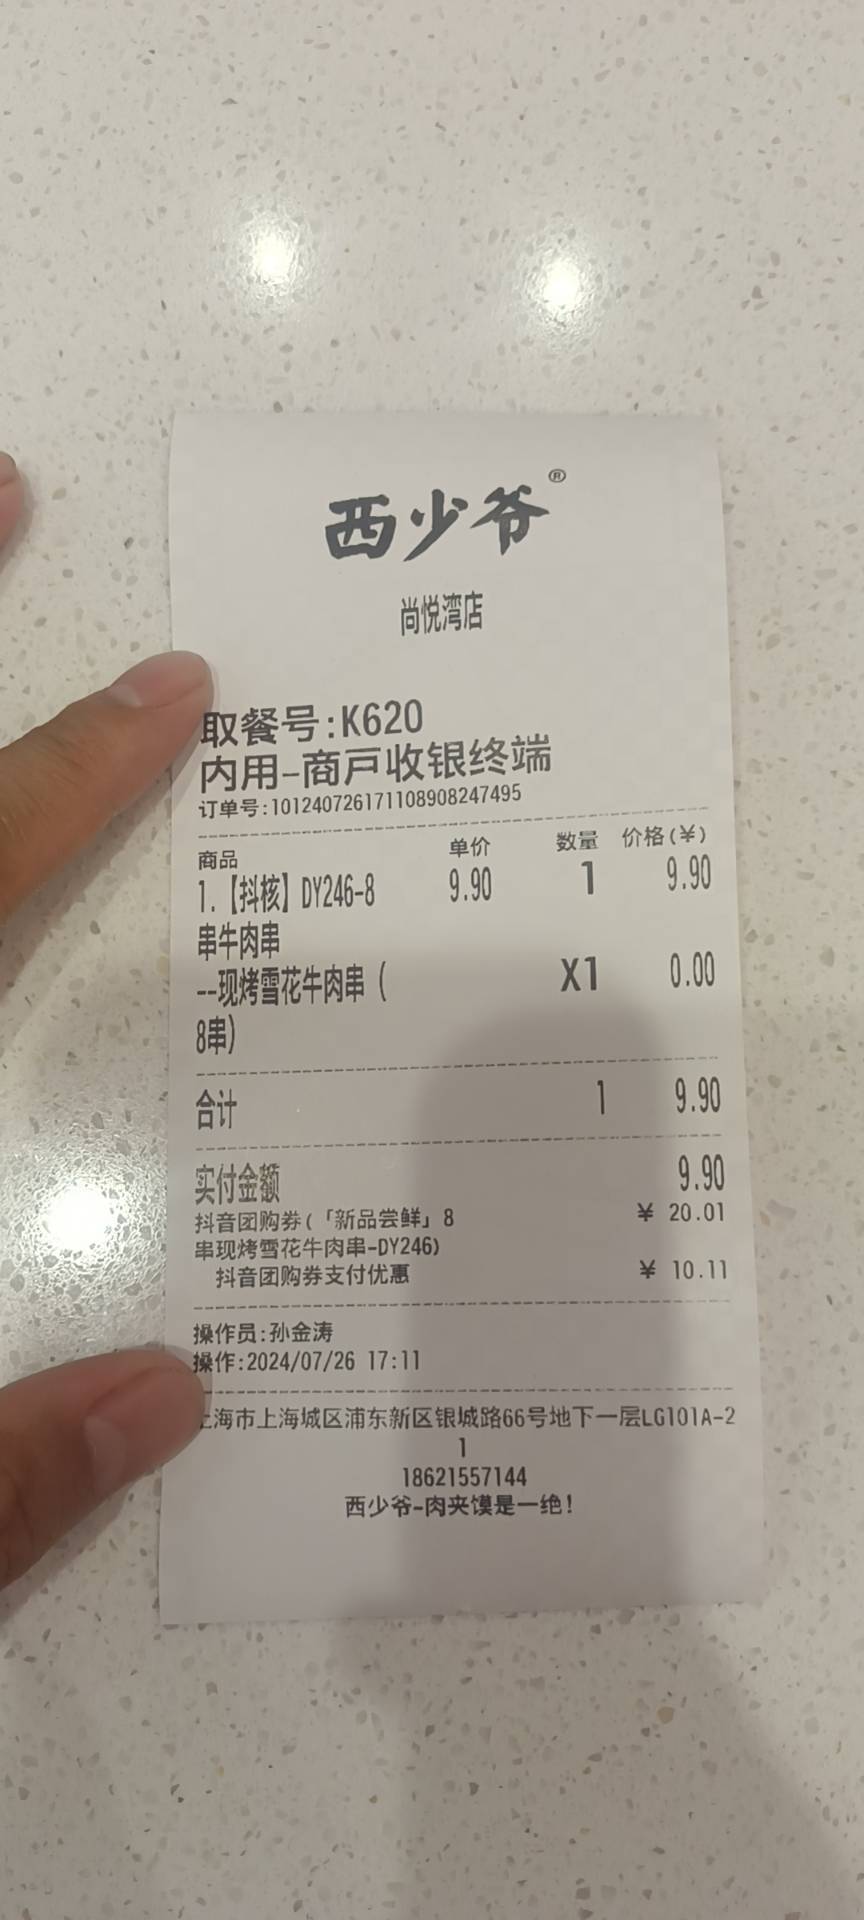 西少爷®
尚悦湾店
取餐号:K620
内用-商戸收银终端
订单号:101240726171108908247495
商品 单价 数量 价格(¥)
1.【抖核】DY246-8 9.90 1 9.90
串牛肉串
--现烤雪花牛肉串( X1 0.00
8串)
合计 1 9.90
实付金额 9.90
抖音团购券(「新品尝鲜」8 ¥ 20.01
串现烤雪花牛肉串-DY246)
抖音团购券支付优惠 ¥ 10.11
操作员:孙金涛
操作:2024/07/26 17:11
上海市上海城区浦东新区银城路66号地下一层LG101A-2
1
18621557144
西少爷-肉夹馍是一绝!